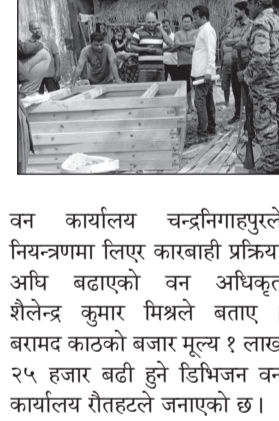 वन कार्यालय चन्द्रनिगाहपुरले
नियन्त्रणमा लिएर कारबाही प्रक्रिया
अघि बढाएको वन अधिकृत
शैलेन्द्र कुमार मिश्रले बताए ।
बरामद काठको बजार मूल्य १ लाख
२५ हजार बढी हुने डिभिजन वन
कार्यालय रौतहटले जनाएको छ ।